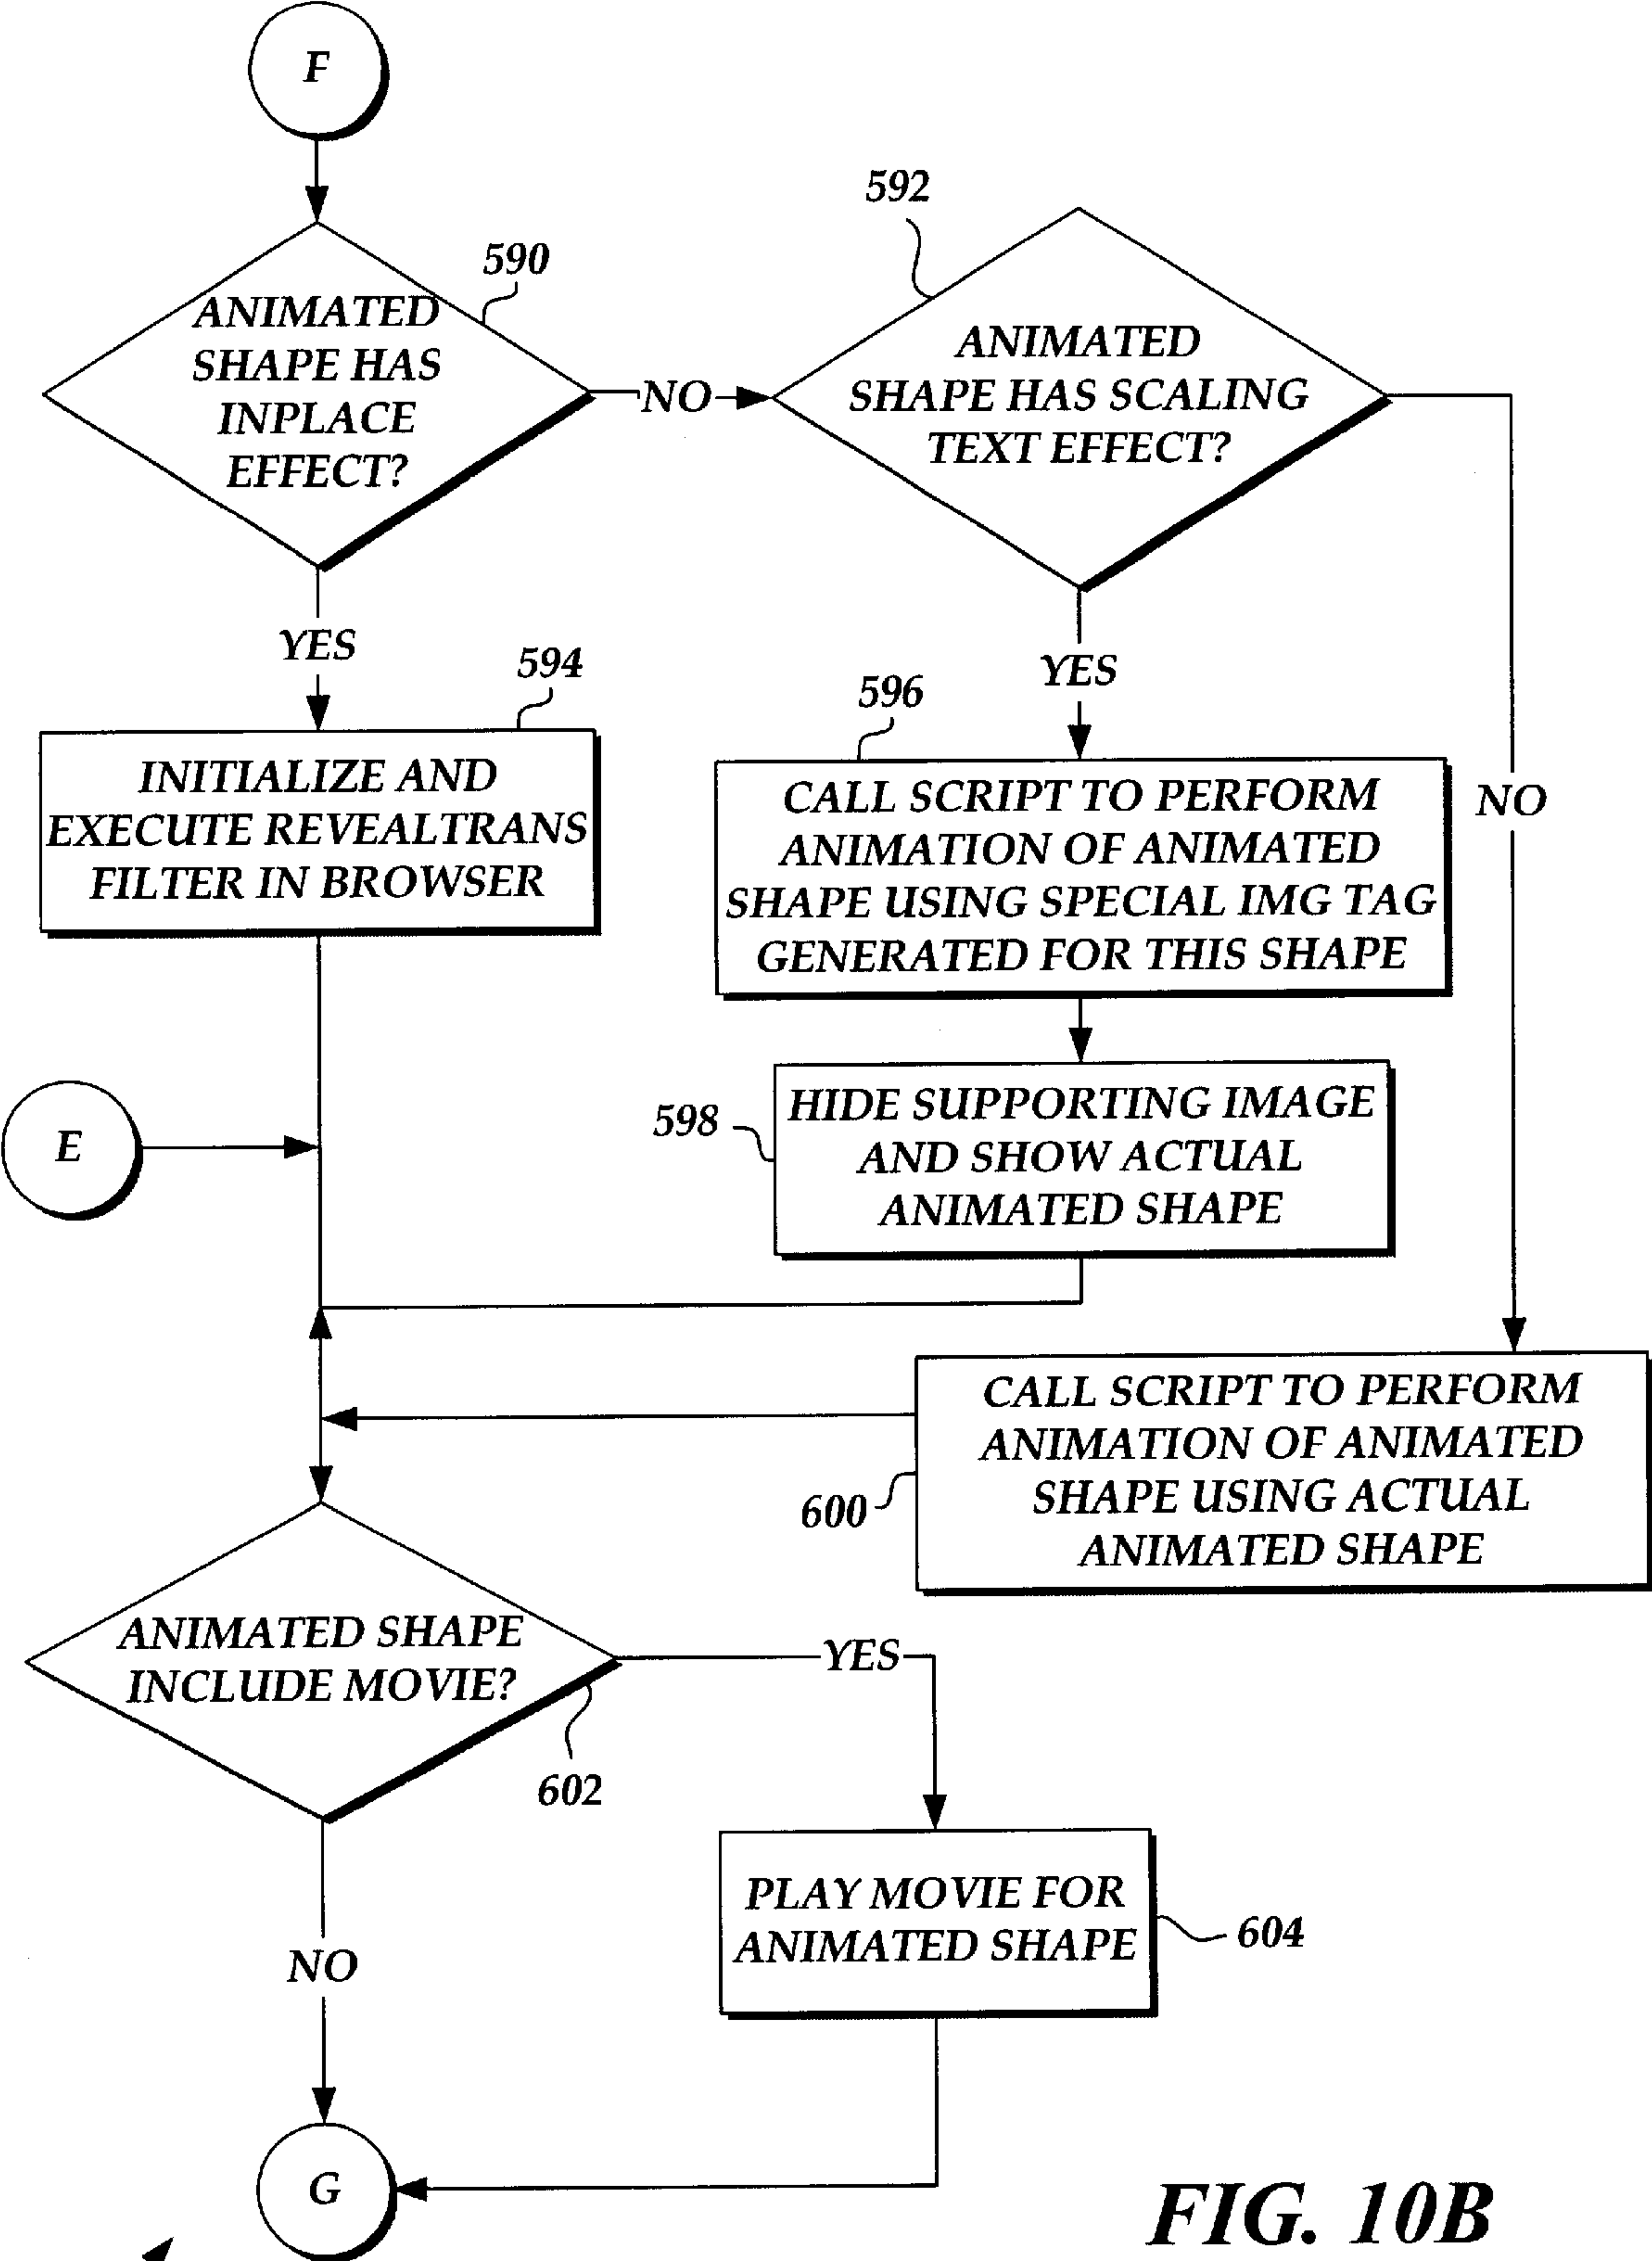 F
590
ANIMATED
SHAPE HAS
INPLACE
EFFECT?
NO
592
ANIMATED
SHAPE HAS SCALING
TEXT EFFECT?
YES
594
INITIALIZE AND
EXECUTE REVEALTRANS
FILTER IN BROWSER
YES
596
CALL SCRIPT TO PERFORM
ANIMATION OF ANIMATED
SHAPE USING SPECIAL IMG TAG
GENERATED FOR THIS SHAPE
NO
E
598
HIDE SUPPORTING IMAGE
AND SHOW ACTUAL
ANIMATED SHAPE
600
CALL SCRIPT TO PERFORM
ANIMATION OF ANIMATED
SHAPE USING ACTUAL
ANIMATED SHAPE
ANIMATED SHAPE
INCLUDE MOVIE?
602
YES
PLAY MOVIE FOR
ANIMATED SHAPE
604
NO
G
FIG. 10B